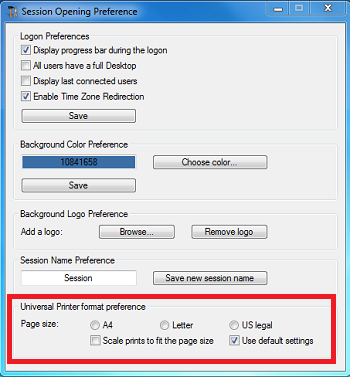 Session Opening Preference
Logon Preferences
Display progress bar during the logon
All users have a full Desktop
Display last connected users
Enable Time Zone Redirection
Save
Background Color Preference
10841658 Choose color...
Save
Background Logo Preference
Add a logo: Browse... Remove logo
Session Name Preference
Session Save new session name
Universal Printer format preference
Page size: A4 Letter US legal
Scale prints to fit the page size Use default settings